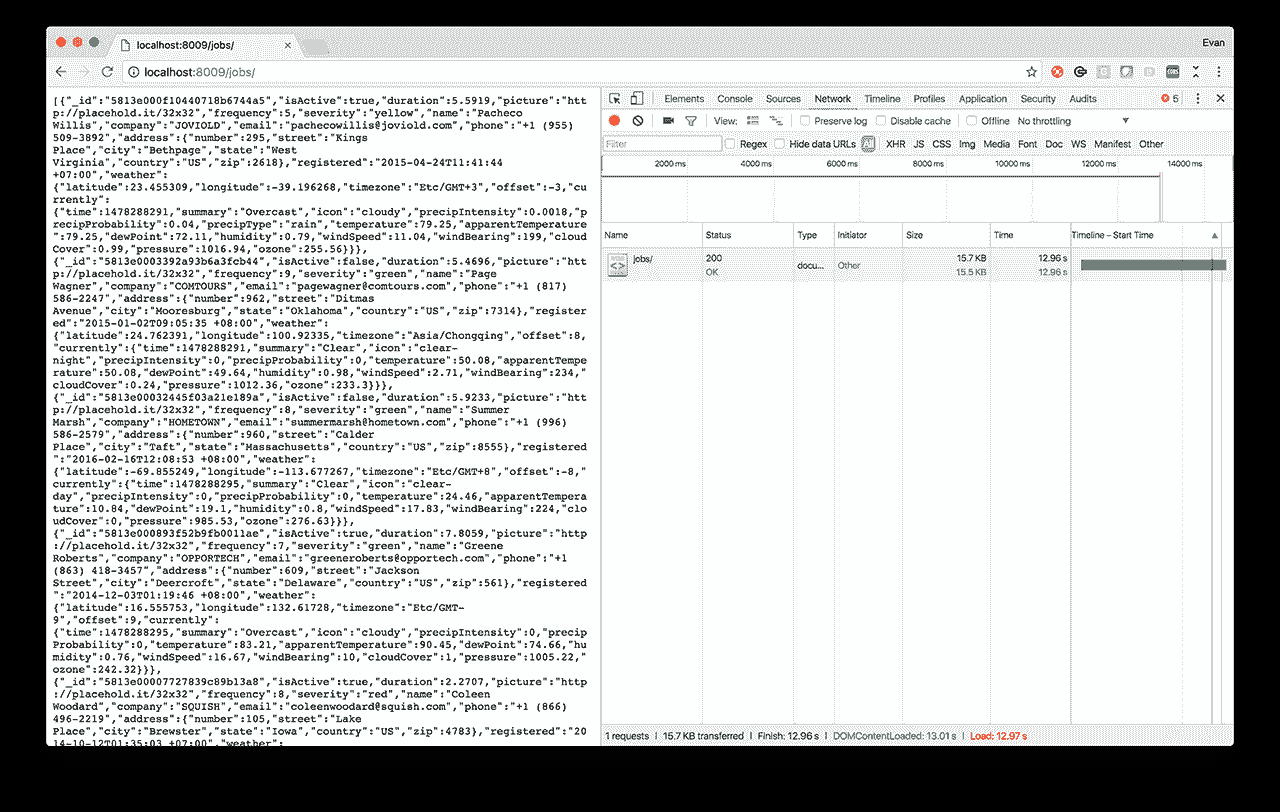 localhost:8009/jobs/
Evan
localhost:8009/jobs/
[{"_id":"5813e000f10440718b6744a5","isActive":true,"duration":5.5919,"picture":"htt
p://placehold.it/32x32","frequency":5,"severity":"yellow","name":"Pacheco
Willis","company":"JOVIOLD","email":"pachecowillis@joviold.com","phone":"+1 (955)
509-3892","address":{"number":295,"street":"Kings
Place","city":"Bethpage","state":"West
Virginia","country":"US","zip":2618},"registered":"2015-04-24T11:41:44
+07:00","weather":
{"latitude":23.455309,"longitude":-39.196268,"timezone":"Etc/GMT+3","offset":-3,"cu
rrently":
{"time":1478288291,"summary":"Overcast","icon":"cloudy","precipIntensity":0.0018,"p
recipProbability":0.04,"precipType":"rain","temperature":79.25,"apparentTemperature
":79.25,"dewPoint":72.11,"humidity":0.79,"windSpeed":11.04,"windBearing":199,"cloud
Cover":0.99,"pressure":1016.94,"ozone":255.56}}},
{"_id":"5813e0003392a93b6a3fcb44","isActive":false,"duration":5.4696,"picture":"htt
p://placehold.it/32x32","frequency":9,"severity":"green","name":"Page
Wagner","company":"COMTOURS","email":"pagewagner@comtours.com","phone":"+1 (817)
586-2247","address":{"number":962,"street":"Ditmas
Avenue","city":"Mooresburg","state":"Oklahoma","country":"US","zip":7314},"register
ed":"2015-01-02T09:05:35 +08:00","weather":
{"latitude":24.762391,"longitude":100.92335,"timezone":"Asia/Chongqing","offset":8,
"currently":{"time":1478288291,"summary":"Clear","icon":"clear-
night","precipIntensity":0,"precipProbability":0,"temperature":50.08,"apparentTempe
rature":50.08,"dewPoint":49.64,"humidity":0.98,"windSpeed":2.71,"windBearing":234,"
cloudCover":0.24,"pressure":1012.36,"ozone":233.3}}},
{"_id":"5813e00032445f03a21e189a","isActive":false,"duration":5.9233,"picture":"htt
p://placehold.it/32x32","frequency":8,"severity":"green","name":"Summer
Marsh","company":"HOMETOWN","email":"summermarsh@hometown.com","phone":"+1 (996)
586-2579","address":{"number":960,"street":"Calder
Place","city":"Taft","state":"Massachusetts","country":"US","zip":8555},"registered
":"2016-02-16T12:08:53 +08:00","weather":
{"latitude":-69.855249,"longitude":-113.677267,"timezone":"Etc/GMT+8","offset":-8,"
currently":{"time":1478288295,"summary":"Clear","icon":"clear-
day","precipIntensity":0,"precipProbability":0,"temperature":24.46,"apparentTempera
ture":10.84,"dewPoint":19.1,"humidity":0.8,"windSpeed":17.83,"windBearing":224,"clo
udCover":0,"pressure":985.53,"ozone":276.63}}},
{"_id":"5813e000893f52b9fb0011ae","isActive":true,"duration":7.8059,"picture":"http
://placehold.it/32x32","frequency":7,"severity":"green","name":"Greene
Roberts","company":"OPPORTECH","email":"greeneroberts@opportech.com","phone":"+1
(863) 418-3457","address":{"number":609,"street":"Jackson
Street","city":"Deercroft","state":"Delaware","country":"US","zip":561},"registered
":"2014-12-03T01:19:46 +08:00","weather":
{"latitude":16.555753,"longitude":132.61728,"timezone":"Etc/GMT-
9","offset":9,"currently":
{"time":1478288295,"summary":"Overcast","icon":"cloudy","precipIntensity":0,"precip
Probability":0,"temperature":83.21,"apparentTemperature":90.45,"dewPoint":74.66,"hu
midity":0.76,"windSpeed":16.67,"windBearing":10,"cloudCover":1,"pressure":1005.22,"
ozone":242.32}}},
{"_id":"5813e00007727839c89b13a8","isActive":true,"duration":2.2707,"picture":"http
://placehold.it/32x32","frequency":8,"severity":"red","name":"Coleen
Woodard","company":"SQUISH","email":"coleenwoodard@squish.com","phone":"+1 (866)
496-2219","address":{"number":105,"street":"Lake
Place","city":"Brewster","state":"Iowa","country":"US","zip":4783},"registered":"20
14-10-12T01:35:03 +07:00","weather":
Elements Console Sources Network Timeline Profiles Application Security Audits 5
View: Preserve log Disable cache Offline No throttling
Filter Regex Hide data URLs All XHR JS CSS Img Media Font Doc WS Manifest Other
2000 ms 4000 ms 6000 ms 8000 ms 10000 ms 12000 ms 14000 ms
Name Status Type Initiator Size Time Timeline – Start Time
jobs/ 200 OK docu... Other 15.7 KB 15.5 KB 12.96 s 12.96 s
1 requests | 15.7 KB transferred | Finish: 12.96 s | DOMContentLoaded: 13.01 s | Load: 12.97 s